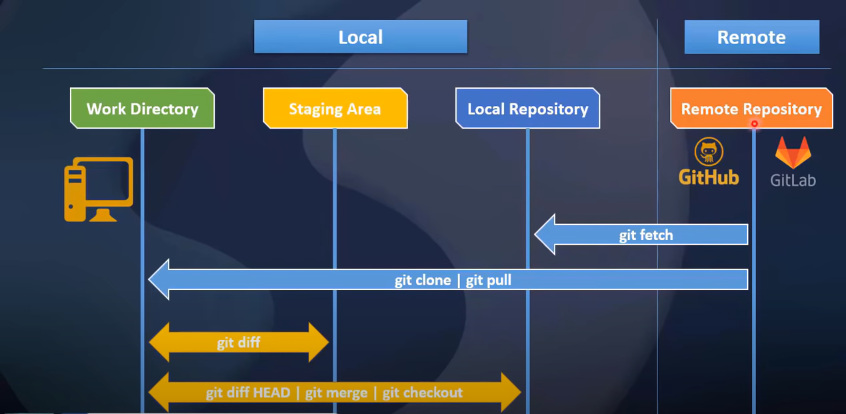 Local
Remote
Work Directory
Staging Area
Local Repository
Remote Repository
GitHub
GitLab
git fetch
git clone | git pull
git diff
git diff HEAD | git merge | git checkout